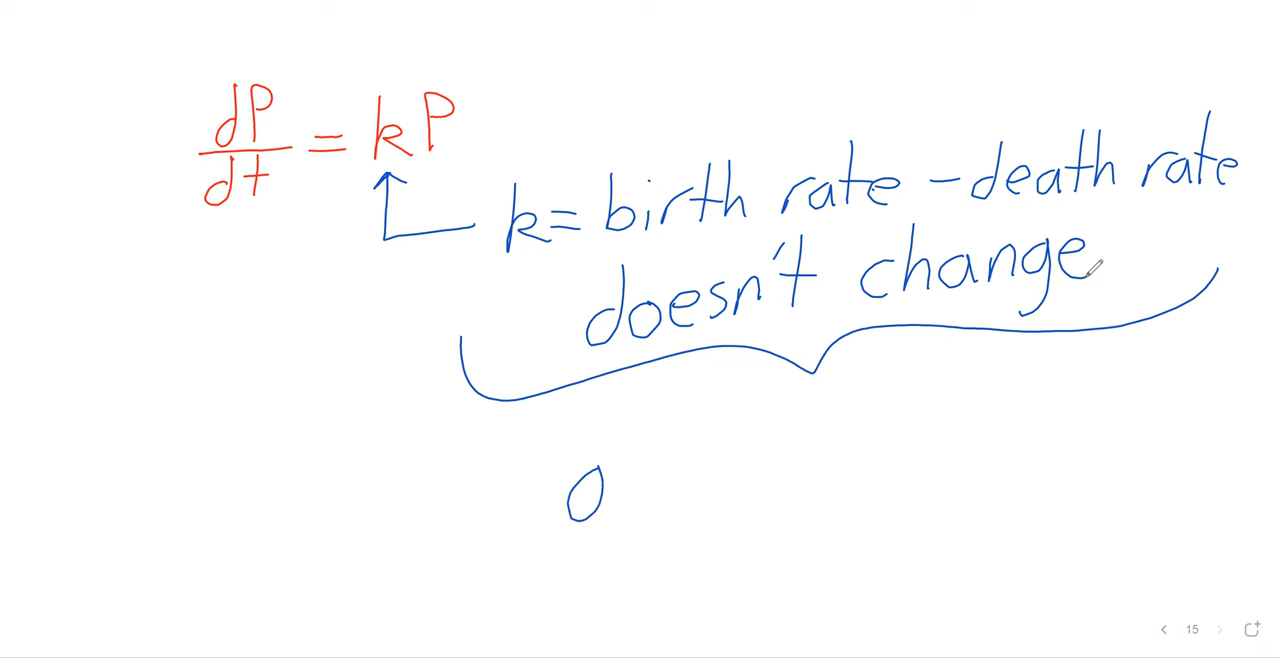 dP/dt = kP
k = birth rate - death rate
doesn't change
0
15